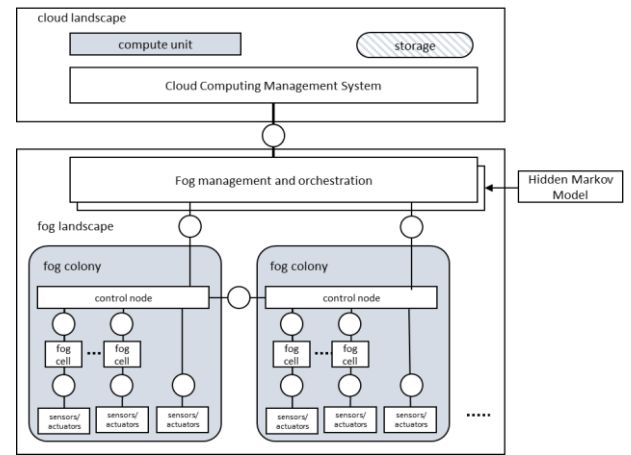 cloud landscape
compute unit
storage
Cloud Computing Management System
Fog management and orchestration
Hidden Markov
Model
fog landscape
fog colony
fog colony
control node
control node
fog
cell
fog
cell
fog
cell
fog
cell
sensors/
actuators
sensors/
actuators
sensors/
actuators
sensors/
actuators
sensors/
actuators
sensors/
actuators